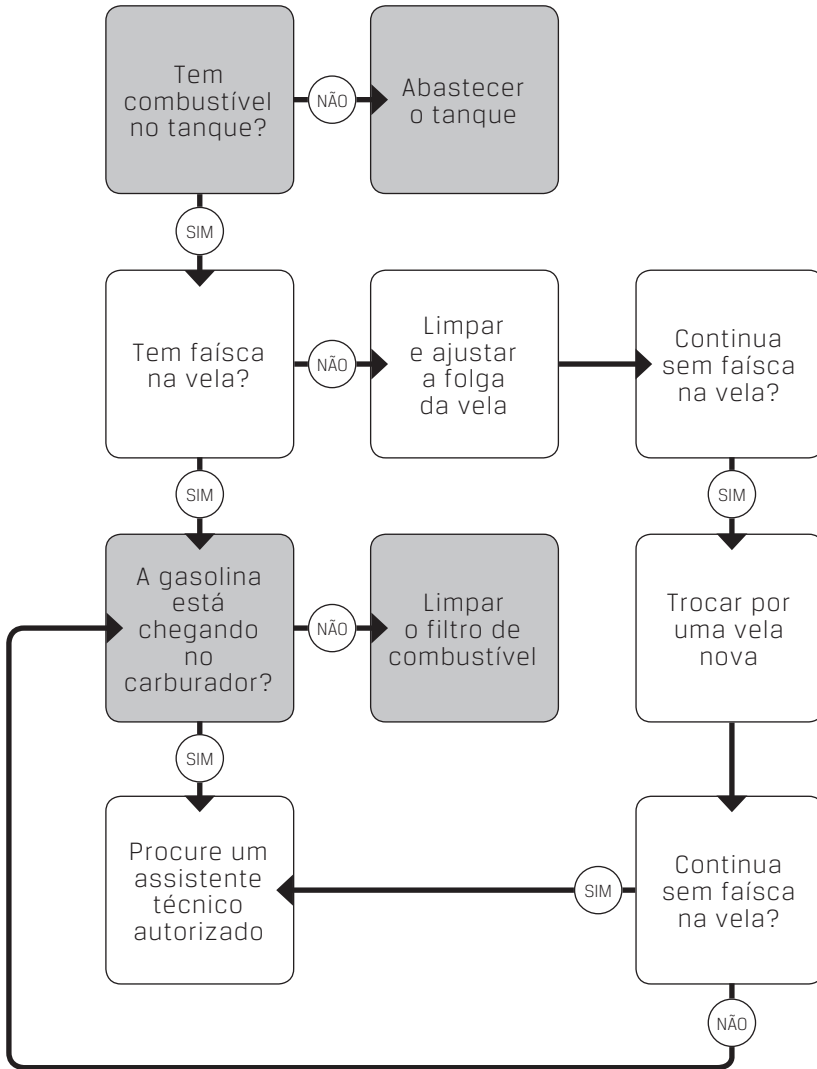 Tem
combustível
no tanque?
NÃO
Abastecer
o tanque
SIM
Tem faísca
na vela?
NÃO
Limpar
e ajustar
a folga
da vela
Continua
sem faísca
na vela?
SIM
SIM
A gasolina
está
chegando
no
carburador?
NÃO
Limpar
o filtro de
combustível
Trocar por
uma vela
nova
SIM
Procure um
assistente
técnico
autorizado
SIM
Continua
sem faísca
na vela?
NÃO